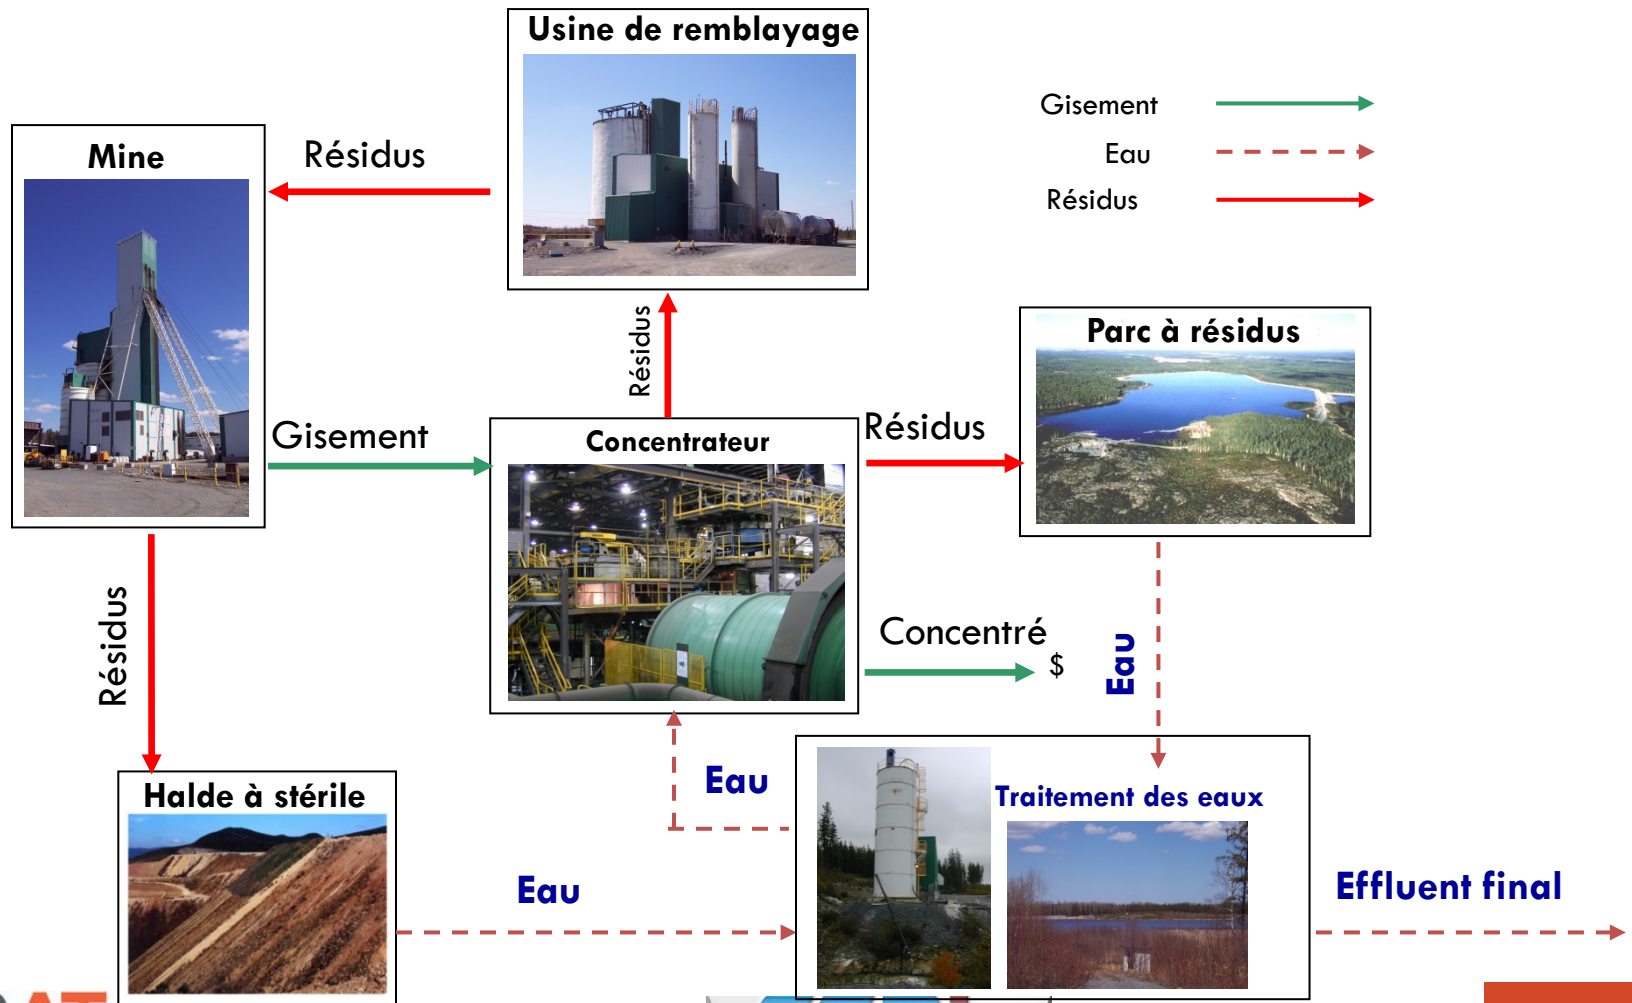 Usine de remblayage
Gisement
Eau
Résidus
Mine
Résidus
Résidus
Parc à résidus
Gisement
Concentrateur
Résidus
Résidus
Concentré
$
Eau
Eau
Traitement des eaux
Halde à stérile
Eau
Effluent final
AT